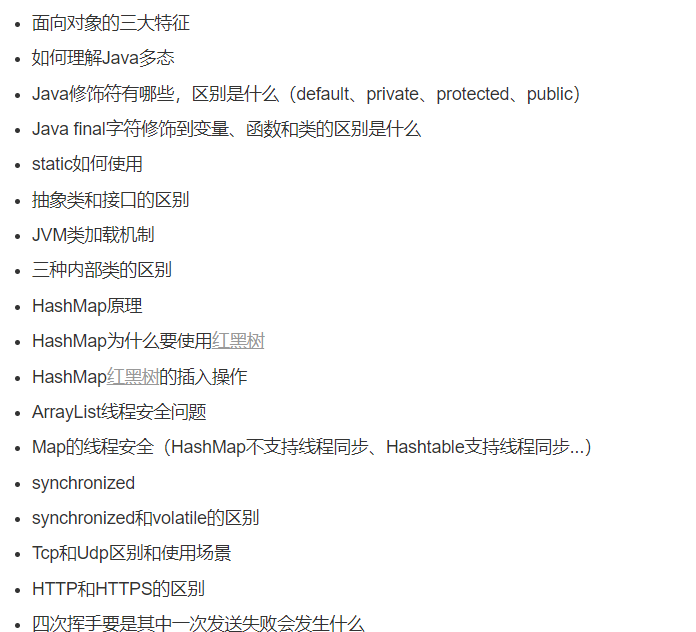 面向对象的三大特征
如何理解Java多态
Java修饰符有哪些，区别是什么（default、private、protected、public）
Java final字符修饰到变量、函数和类的区别是什么
static如何使用
抽象类和接口的区别
JVM类加载机制
三种内部类的区别
HashMap原理
HashMap为什么要使用红黑树
HashMap红黑树的插入操作
ArrayList线程安全问题
Map的线程安全（HashMap不支持线程同步、Hashtable支持线程同步...）
synchronized
synchronized和volatile的区别
Tcp和Udp区别和使用场景
HTTP和HTTPS的区别
四次挥手要是其中一次发送失败会发生什么